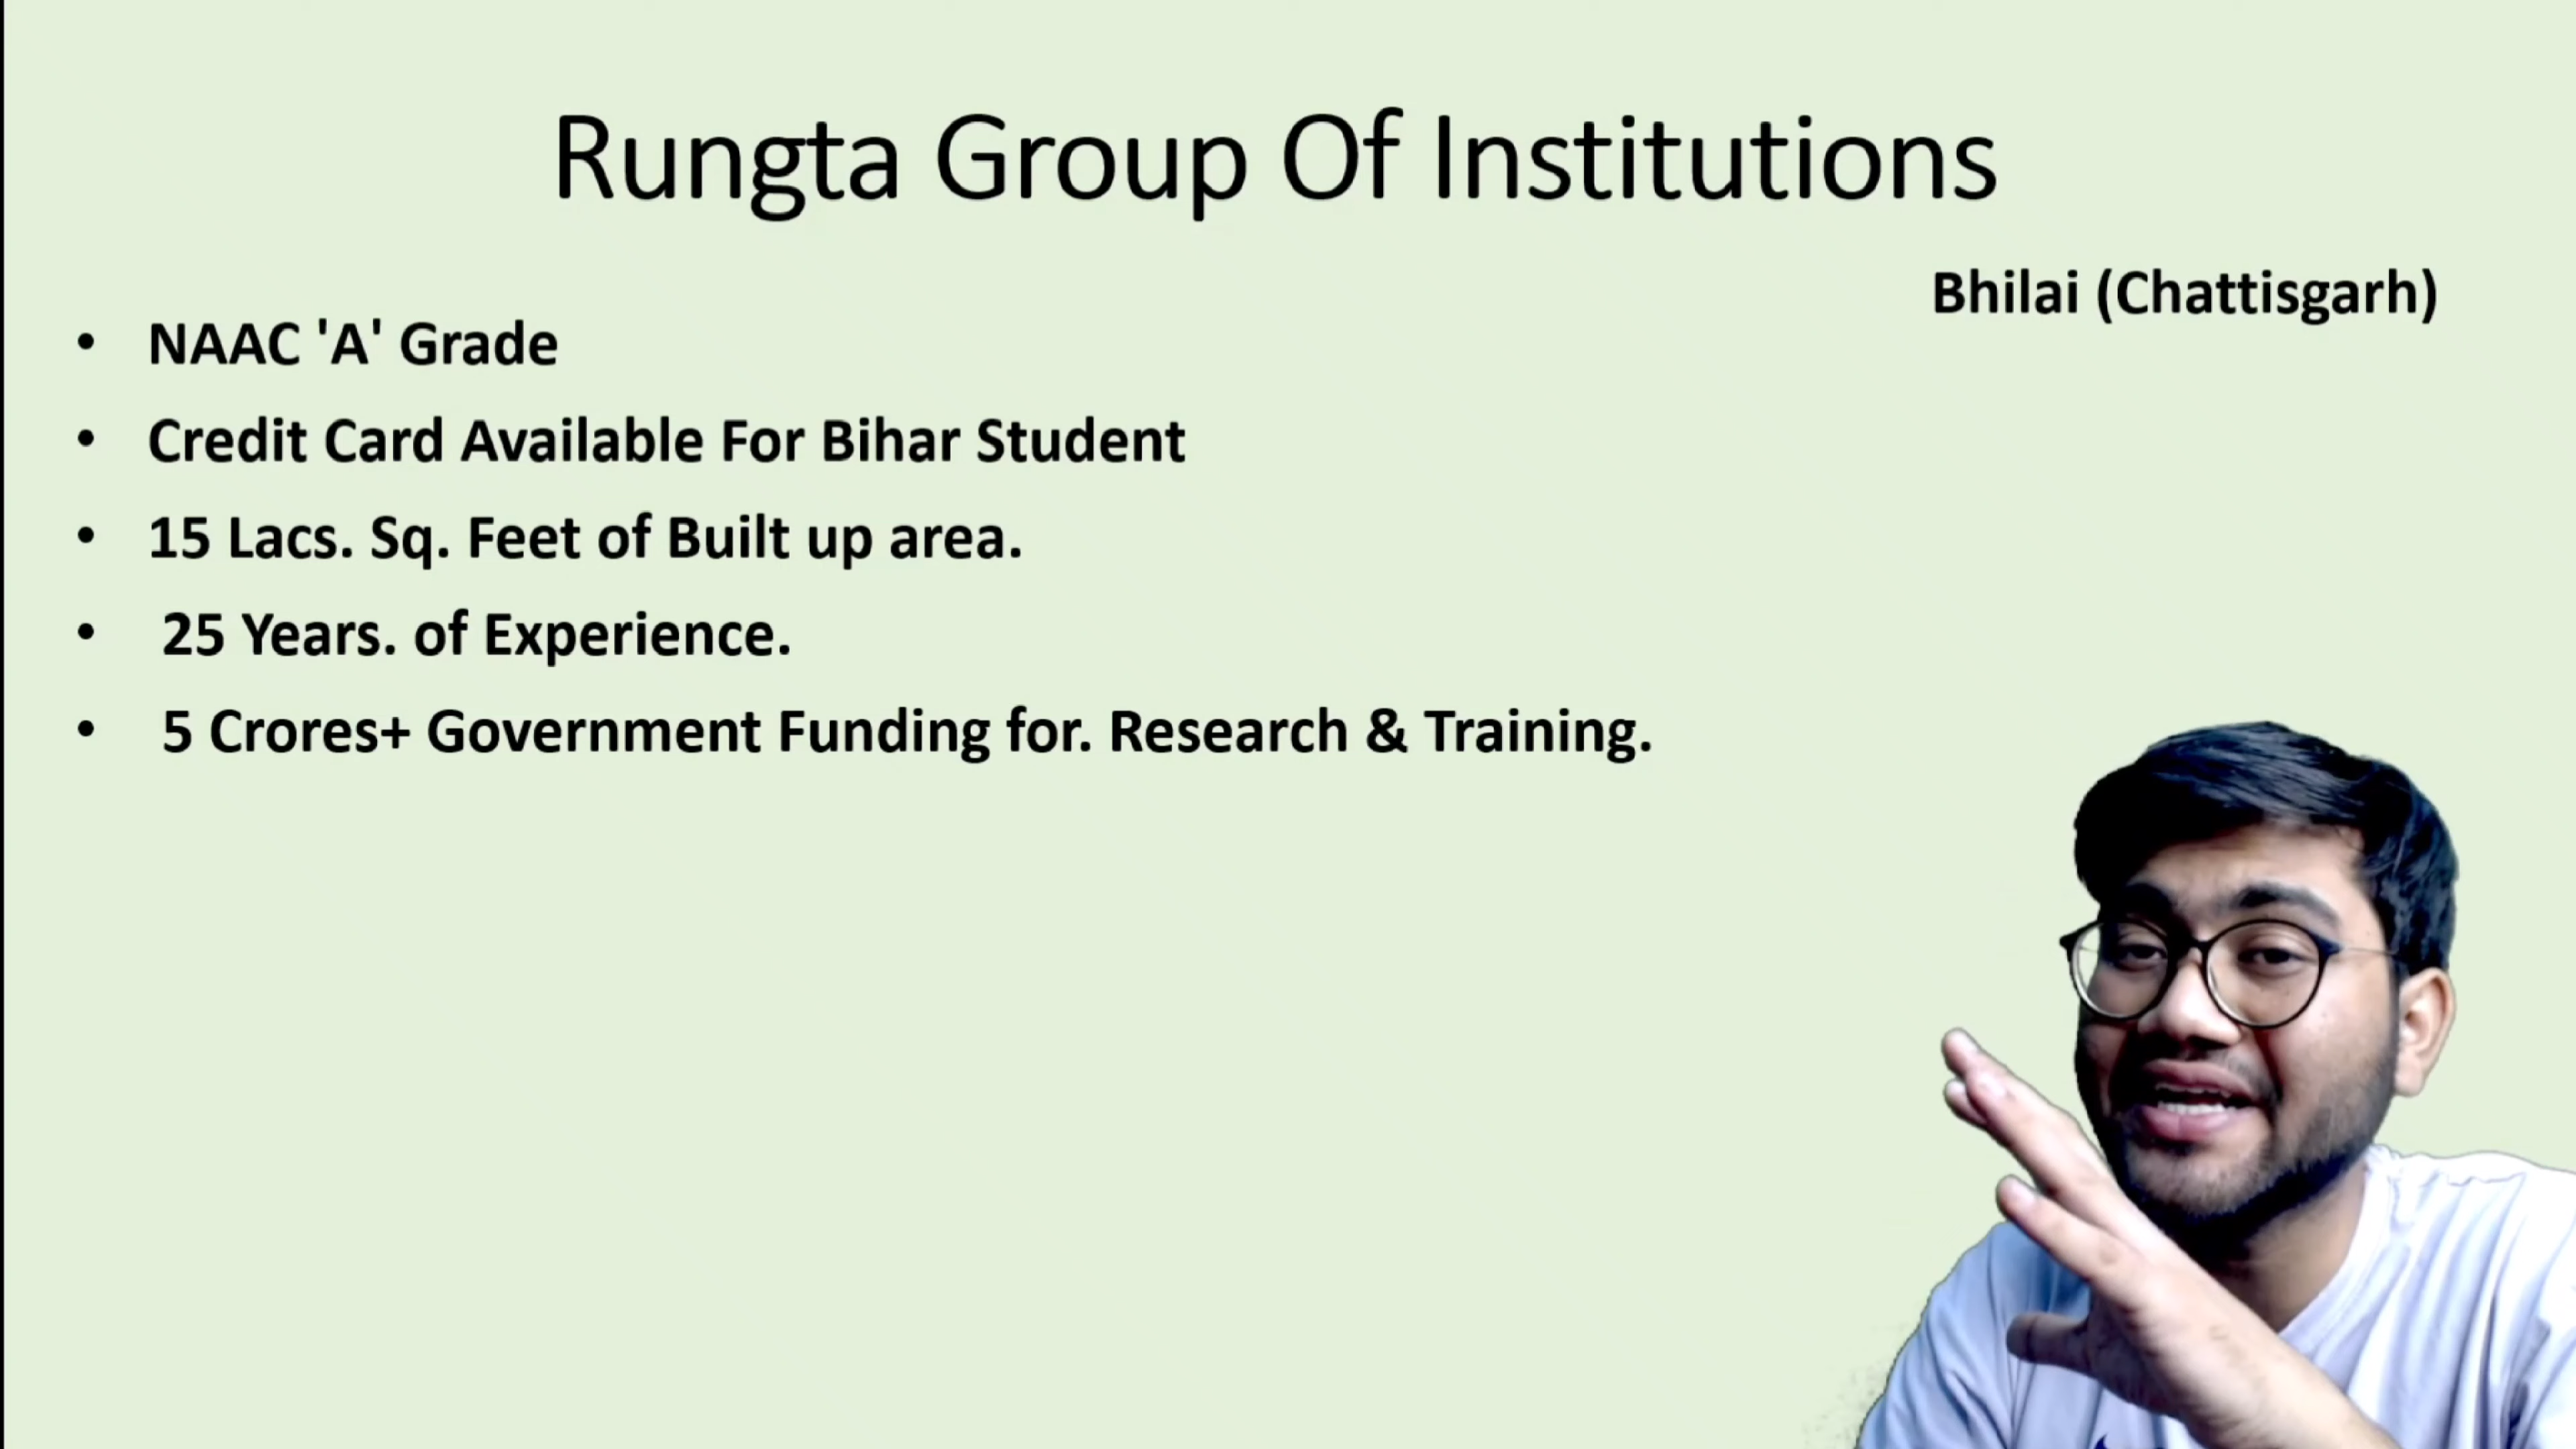 Rungta Group Of Institutions
Bhilai (Chattisgarh)
• NAAC 'A' Grade
• Credit Card Available For Bihar Student
• 15 Lacs. Sq. Feet of Built up area.
• 25 Years. of Experience.
• 5 Crores+ Government Funding for. Research & Training.